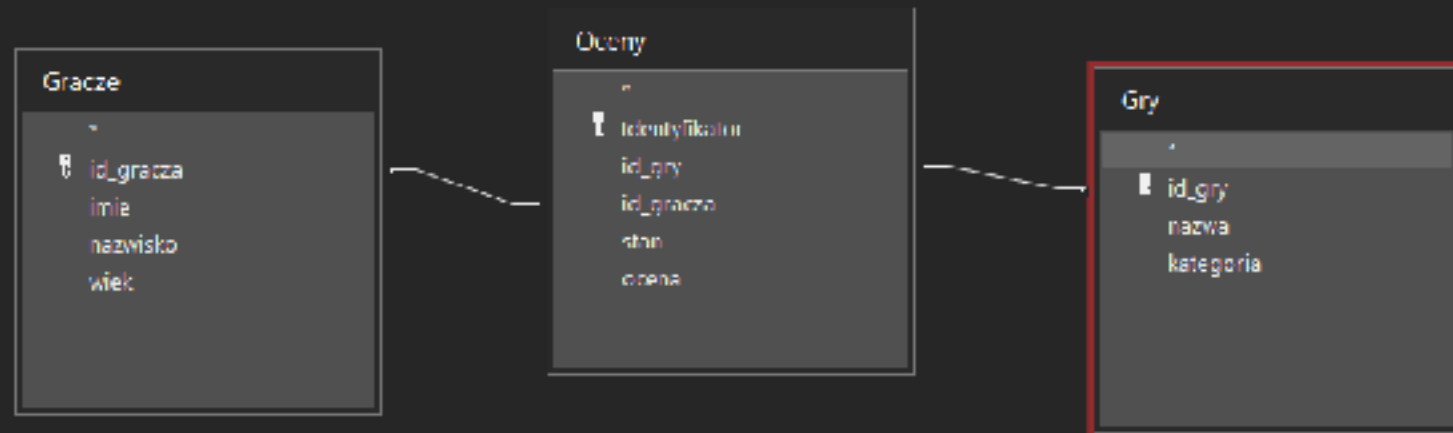 Gracze
*
id_gracza
imie
nazwisko
wiek
Oceny
*
Identyfikator
id_gry
id_gracza
stan
ocena
Gry
*
id_gry
nazwa
kategoria